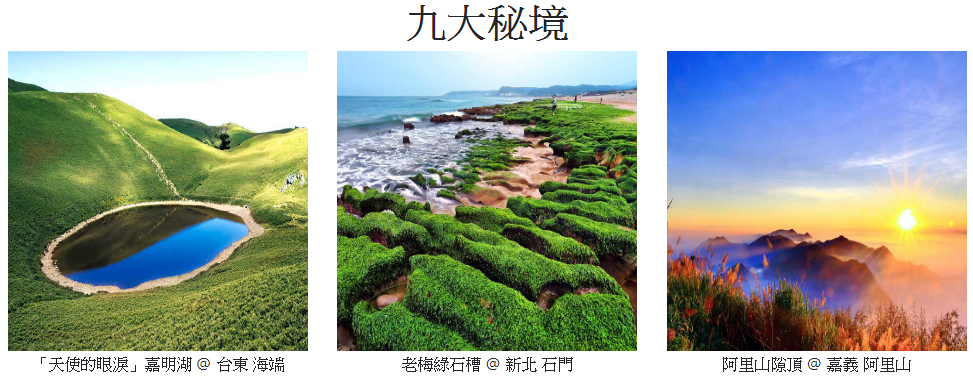 九大秘境
「天使的眼淚」嘉明湖 @ 台東 海端
老梅綠石槽 @ 新北 石門
阿里山隙頂 @ 嘉義 阿里山